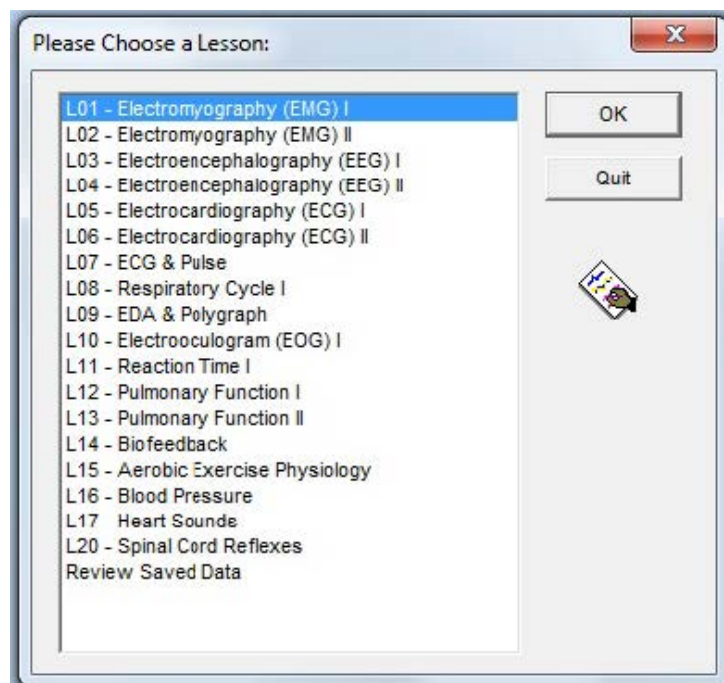 Please Choose a Lesson:
L01 - Electromyography (EMG) I
L02 - Electromyography (EMG) II
L03 - Electroencephalography (EEG) I
L04 - Electroencephalography (EEG) II
L05 - Electrocardiography (ECG) I
L06 - Electrocardiography (ECG) II
L07 - ECG & Pulse
L08 - Respiratory Cycle I
L09 - EDA & Polygraph
L10 - Electrooculogram (EOG) I
L11 - Reaction Time I
L12 - Pulmonary Function I
L13 - Pulmonary Function II
L14 - Biofeedback
L15 - Aerobic Exercise Physiology
L16 - Blood Pressure
L17 Heart Sounds
L20 - Spinal Cord Reflexes
Review Saved Data
OK
Quit